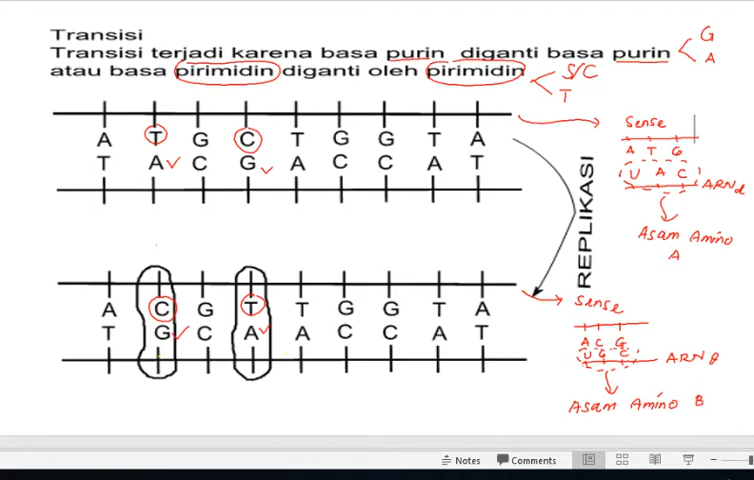 Transisi
Transisi terjadi karena basa purin diganti basa purin
G
A
atau basa pirimidin diganti oleh pirimidin
S/C
T
A T G C T G G T A
T A C G A C C A T
REPLIKASI
Sense
A T G
U A C
ARNd
Asam Amino
A
A C G T T G G T A
T G C A A C C A T
Sense
A C G
U G C
ARN
Asam Amino B
Notes
Comments